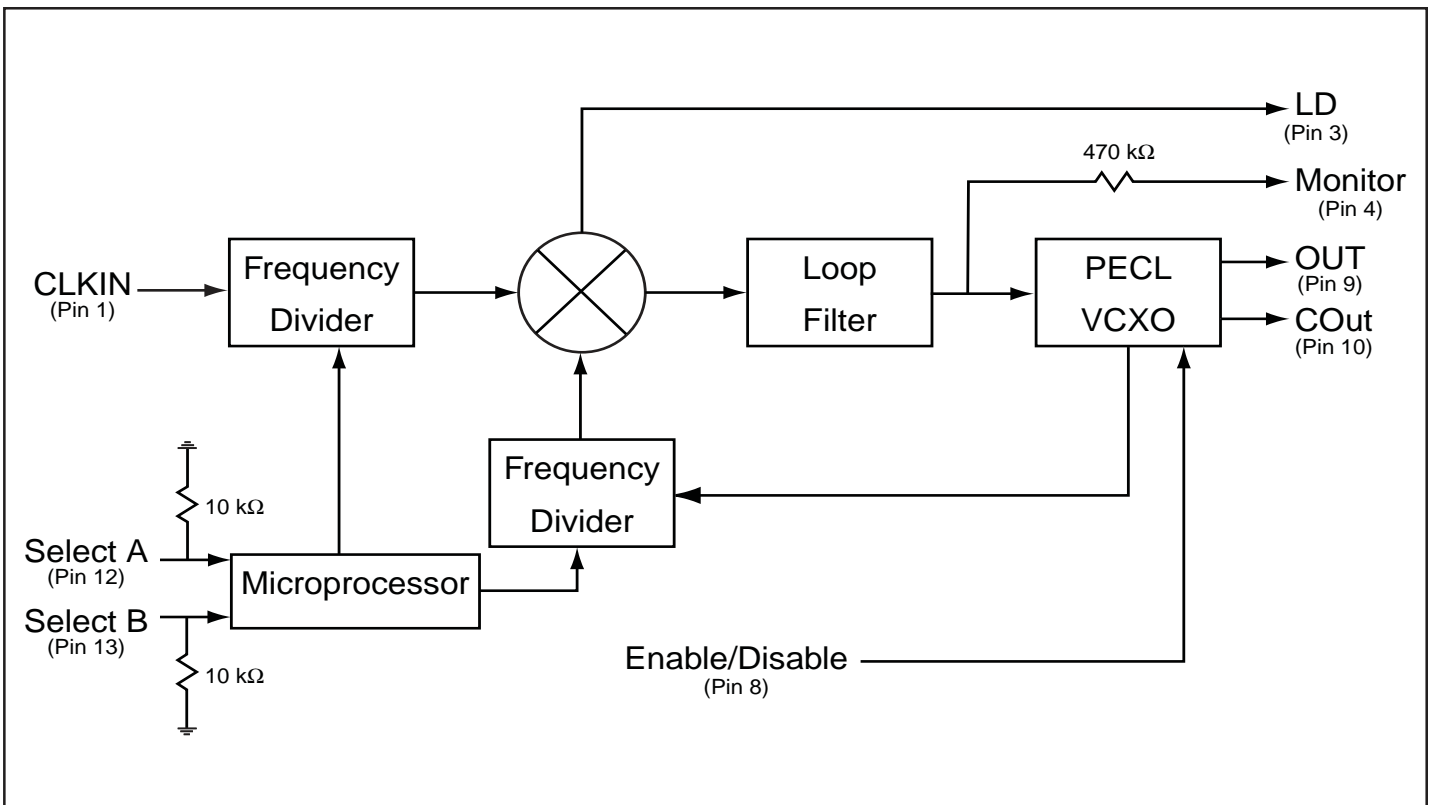 LD
(Pin 3)
470 kΩ
Monitor
(Pin 4)
CLKIN
(Pin 1)
Frequency
Divider
Loop
Filter
PECL
VCXO
OUT
(Pin 9)
COut
(Pin 10)
10 kΩ
Select A
(Pin 12)
Select B
(Pin 13)
10 kΩ
Microprocessor
Frequency
Divider
Enable/Disable
(Pin 8)